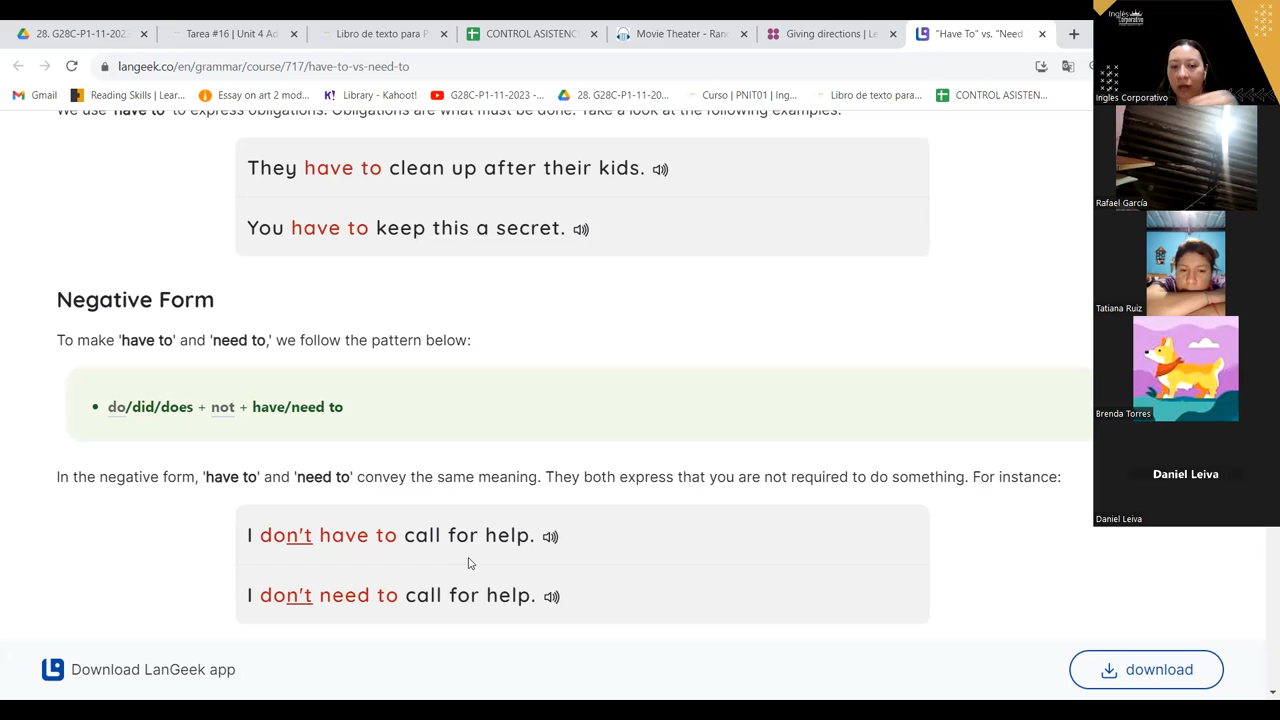 28. G28C-P1-11-202
Tarea #16 | Unit 4 Ad
Libro de texto para P
CONTROL ASISTENC
Movie Theater - Ran
Giving directions | Le
"Have To" vs. "Need
langeek.co/en/grammar/course/717/have-to-vs-need-to
Gmail
Reading Skills | Lear...
Essay on art 2 mod...
Library - Kahoot!
G28C-P1-11-2023 -...
28. G28C-P1-11-20...
Curso | PNIT01 | Ing...
Libro de texto para...
CONTROL ASISTEN...
We use 'have to' to express obligations. Obligations are what must be done. Take a look at the following examples:
They have to clean up after their kids.
You have to keep this a secret.
Negative Form
To make 'have to' and 'need to,' we follow the pattern below:
• do/did/does + not + have/need to
In the negative form, 'have to' and 'need to' convey the same meaning. They both express that you are not required to do something. For instance:
I don't have to call for help.
I don't need to call for help.
Download LanGeek app
download
Inglés
Corporativo
Ingles Corporativo
Rafael García
Tatiana Ruiz
Brenda Torres
Daniel Leiva
Daniel Leiva